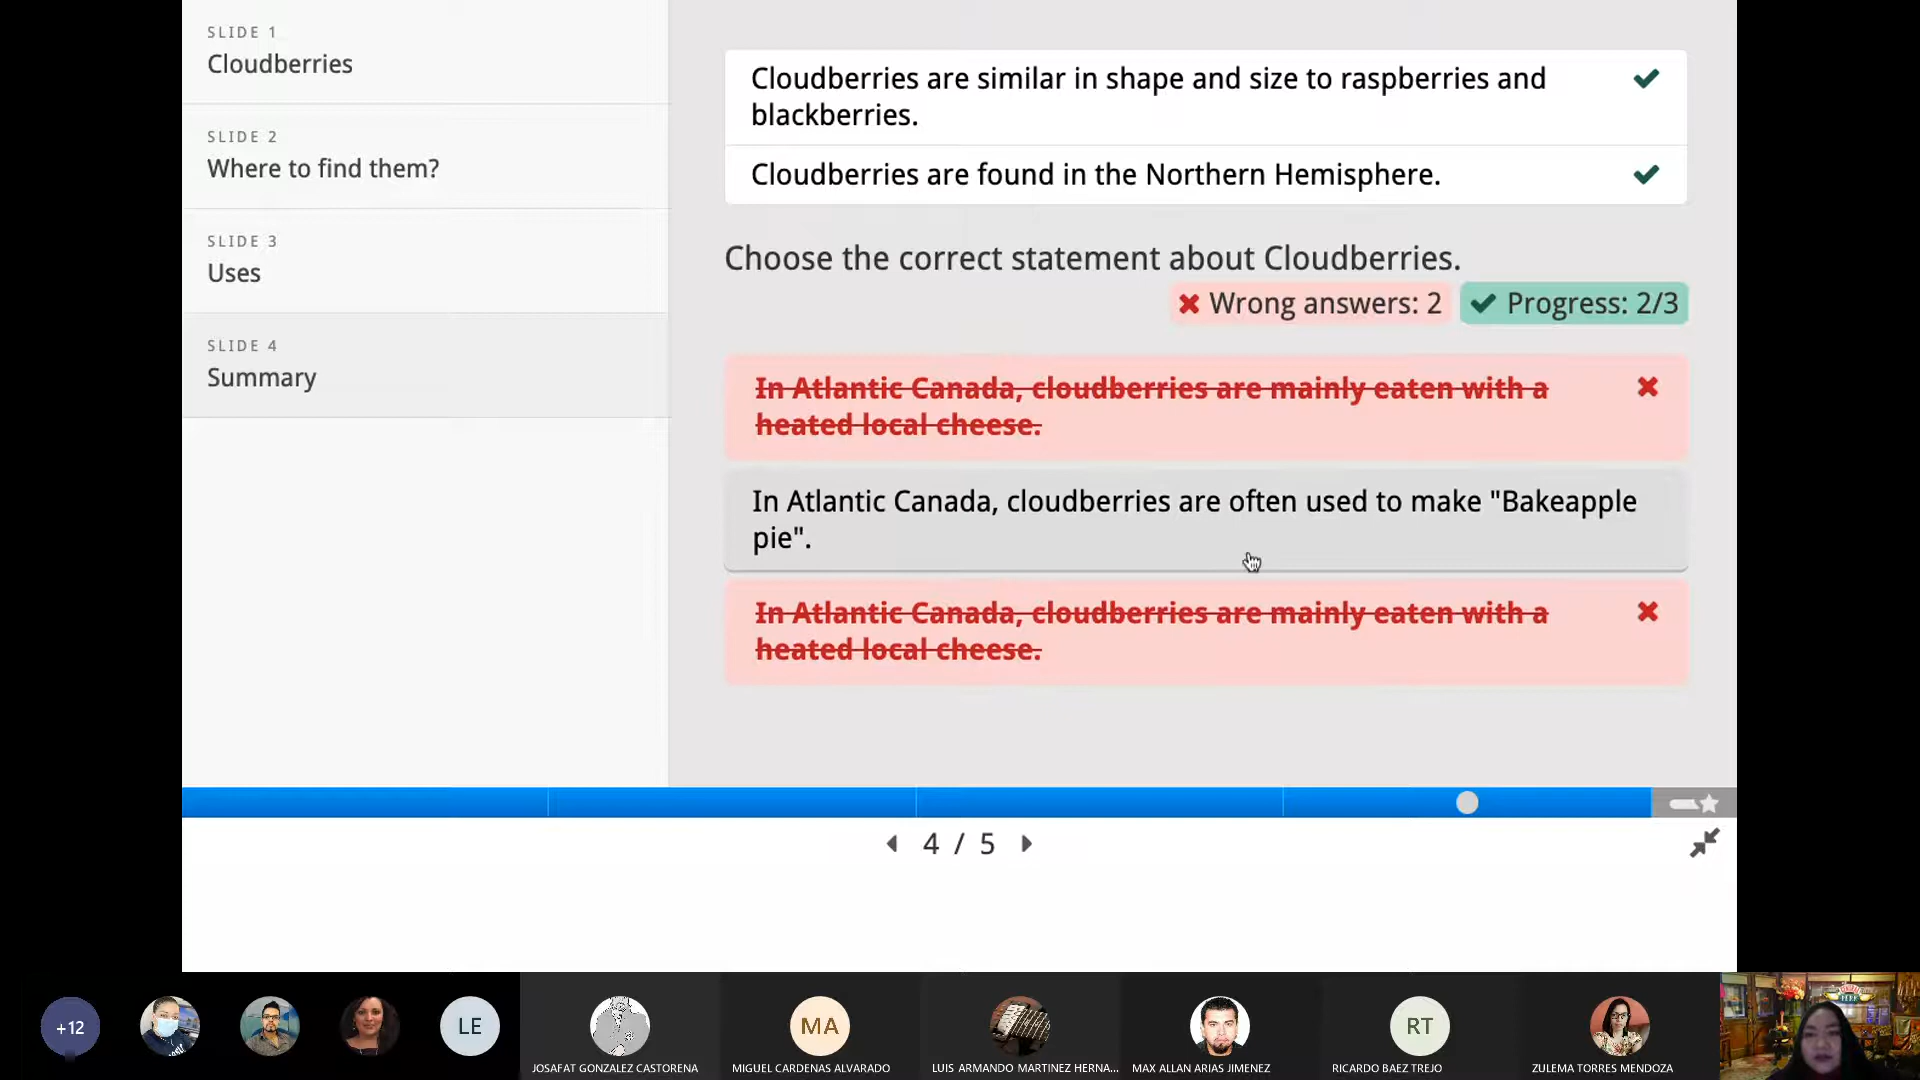 SLIDE 1
Cloudberries
SLIDE 2
Where to find them?
SLIDE 3
Uses
SLIDE 4
Summary
Cloudberries are similar in shape and size to raspberries and
blackberries.
Cloudberries are found in the Northern Hemisphere.
Choose the correct statement about Cloudberries.
Wrong answers: 2
Progress: 2/3
In Atlantic Canada, cloudberries are mainly eaten with a
heated local cheese.
In Atlantic Canada, cloudberries are often used to make "Bakeapple
pie".
In Atlantic Canada, cloudberries are mainly eaten with a
heated local cheese.
4 / 5
+12
LE
MA
RT
JOSAFAT GONZALEZ CASTORENA
MIGUEL CARDENAS ALVARADO
LUIS ARMANDO MARTINEZ HERNA...
MAX ALLAN ARIAS JIMENEZ
RICARDO BAEZ TREJO
ZULEMA TORRES MENDOZA